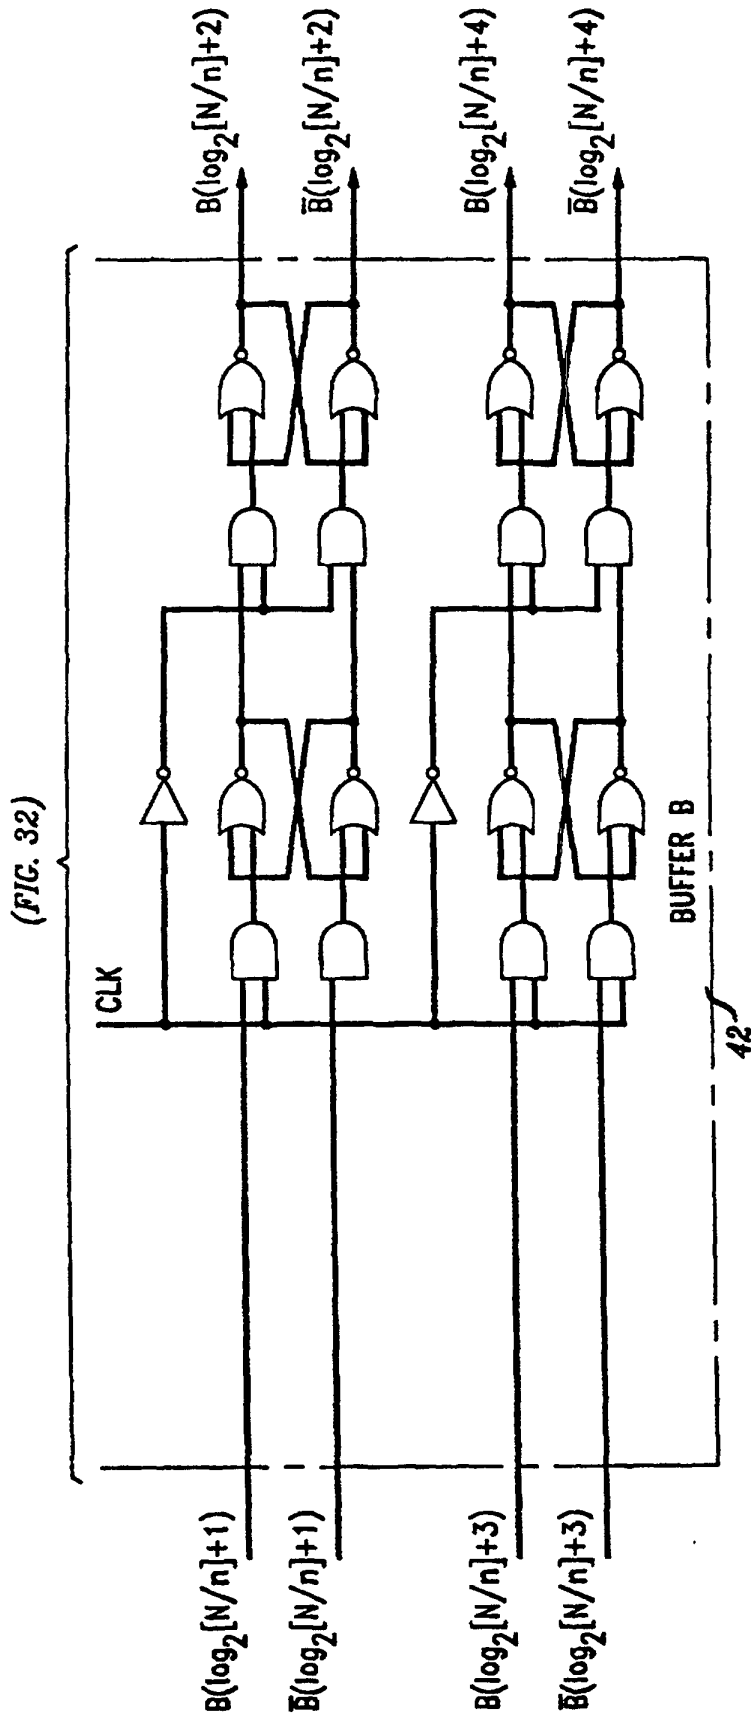 (FIG. 32)
CLK
B(log2[N/n]+1)
B̅(log2[N/n]+1)
B(log2[N/n]+3)
B̅(log2[N/n]+3)
B(log2[N/n]+2)
B̅(log2[N/n]+2)
B(log2[N/n]+4)
B̅(log2[N/n]+4)
BUFFER B
42